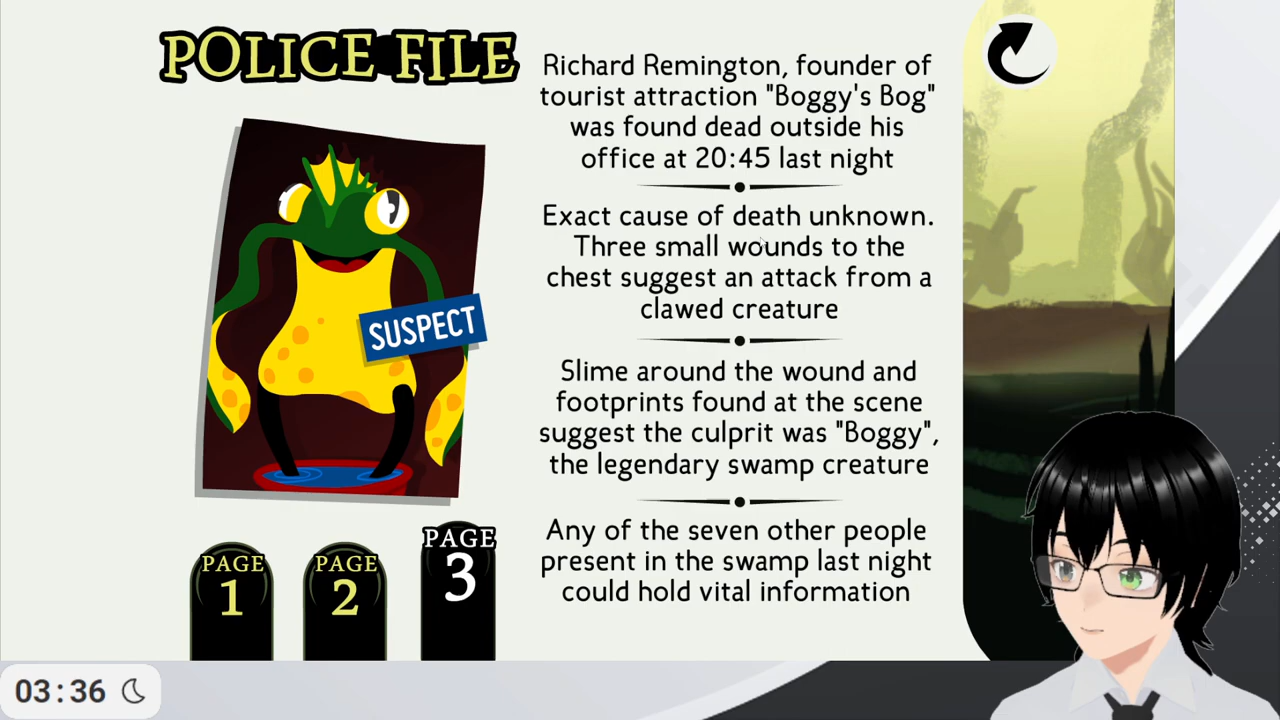 POLICE FILE
SUSPECT
PAGE
1
PAGE
2
PAGE
3
Richard Remington, founder of
tourist attraction "Boggy's Bog"
was found dead outside his
office at 20:45 last night
Exact cause of death unknown.
Three small wounds to the
chest suggest an attack from a
clawed creature
Slime around the wound and
footprints found at the scene
suggest the culprit was "Boggy",
the legendary swamp creature
Any of the seven other people
present in the swamp last night
could hold vital information
03:36